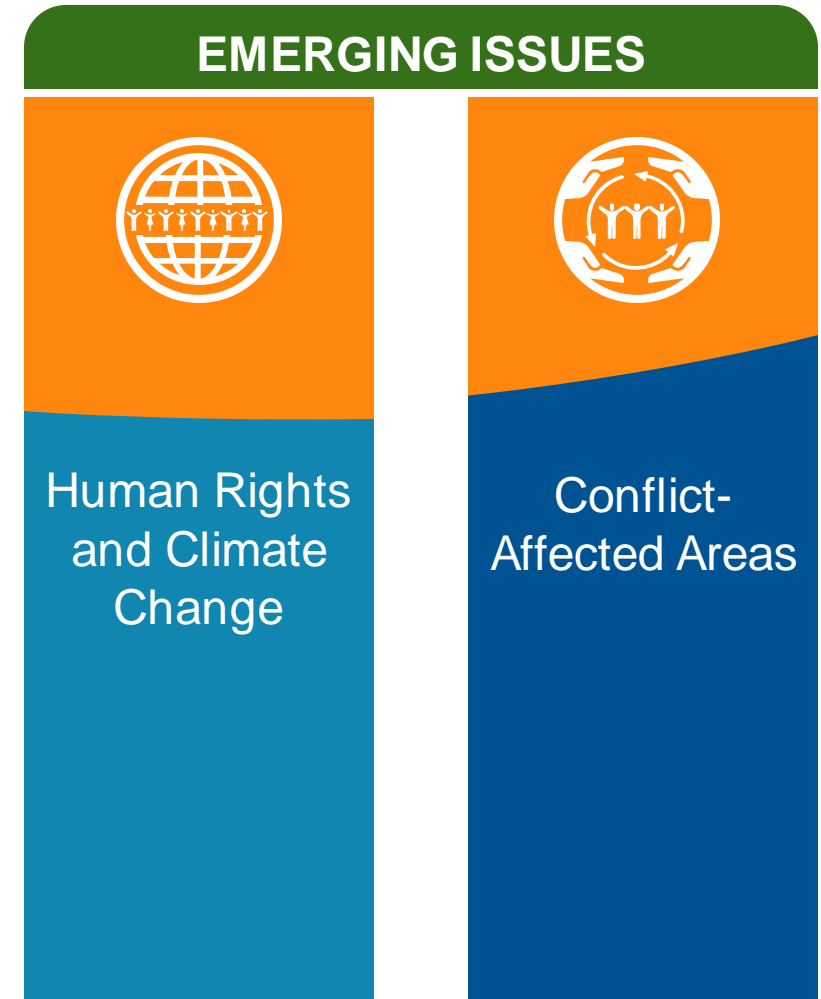 EMERGING ISSUES
Human Rights
and Climate
Change
Conflict-
Affected Areas